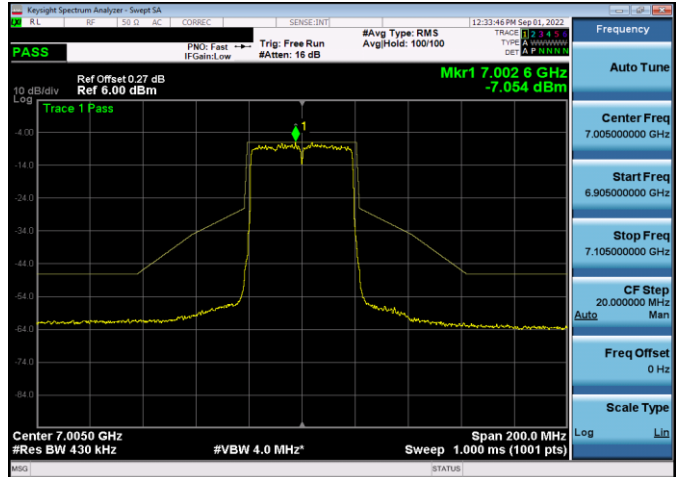 Keysight Spectrum Analyzer - Swept SA
RL RF 50 Ω AC CORREC SENSE:INT 12:33:46 PM Sep 01, 2022
Frequency
PASS
PNO: Fast
IFGain:Low
Trig: Free Run
#Atten: 16 dB
#Avg Type: RMS
Avg|Hold: 100/100
TRACE 1 2 3 4 5 6
TYPE A WWWWW
DET A P N N N N
Auto Tune
Mkr1 7.002 6 GHz
-7.054 dBm
Ref Offset 0.27 dB
10 dB/div Ref 6.00 dBm
Log
Trace 1 Pass
1
-4.00
-14.0
-24.0
-34.0
-44.0
-54.0
-64.0
-74.0
-84.0
Center 7.0050 GHz
#Res BW 430 kHz
#VBW 4.0 MHz*
Span 200.0 MHz
Sweep 1.000 ms (1001 pts)
Center Freq
7.005000000 GHz
Start Freq
6.905000000 GHz
Stop Freq
7.105000000 GHz
CF Step
20.000000 MHz
Auto Man
Freq Offset
0 Hz
Scale Type
Log Lin
MSG STATUS